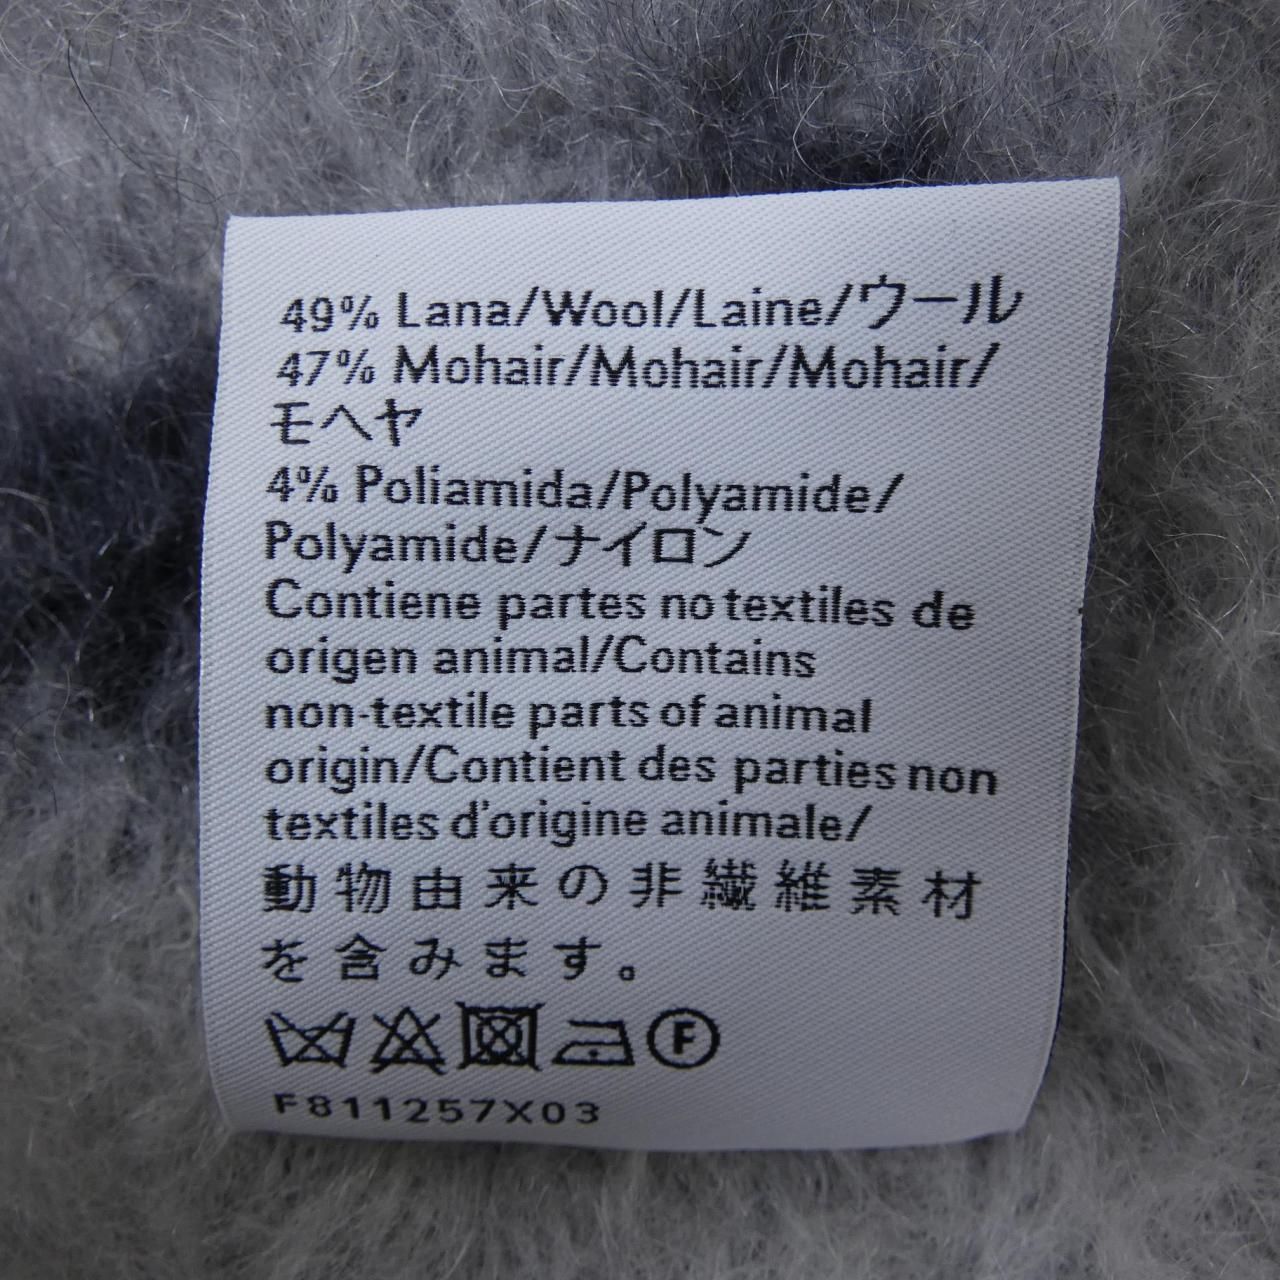 49% Lana/Wool/Laine/ウール
47% Mohair/Mohair/Mohair/
モヘヤ
4% Poliamida/Polyamide/
Polyamide/ナイロン
Contiene partes no textiles de
origen animal/Contains
non-textile parts of animal
origin/Contient des parties non
textiles d'origine animale/
動物由来の非繊維素材
を含みます。
F
F811257X03